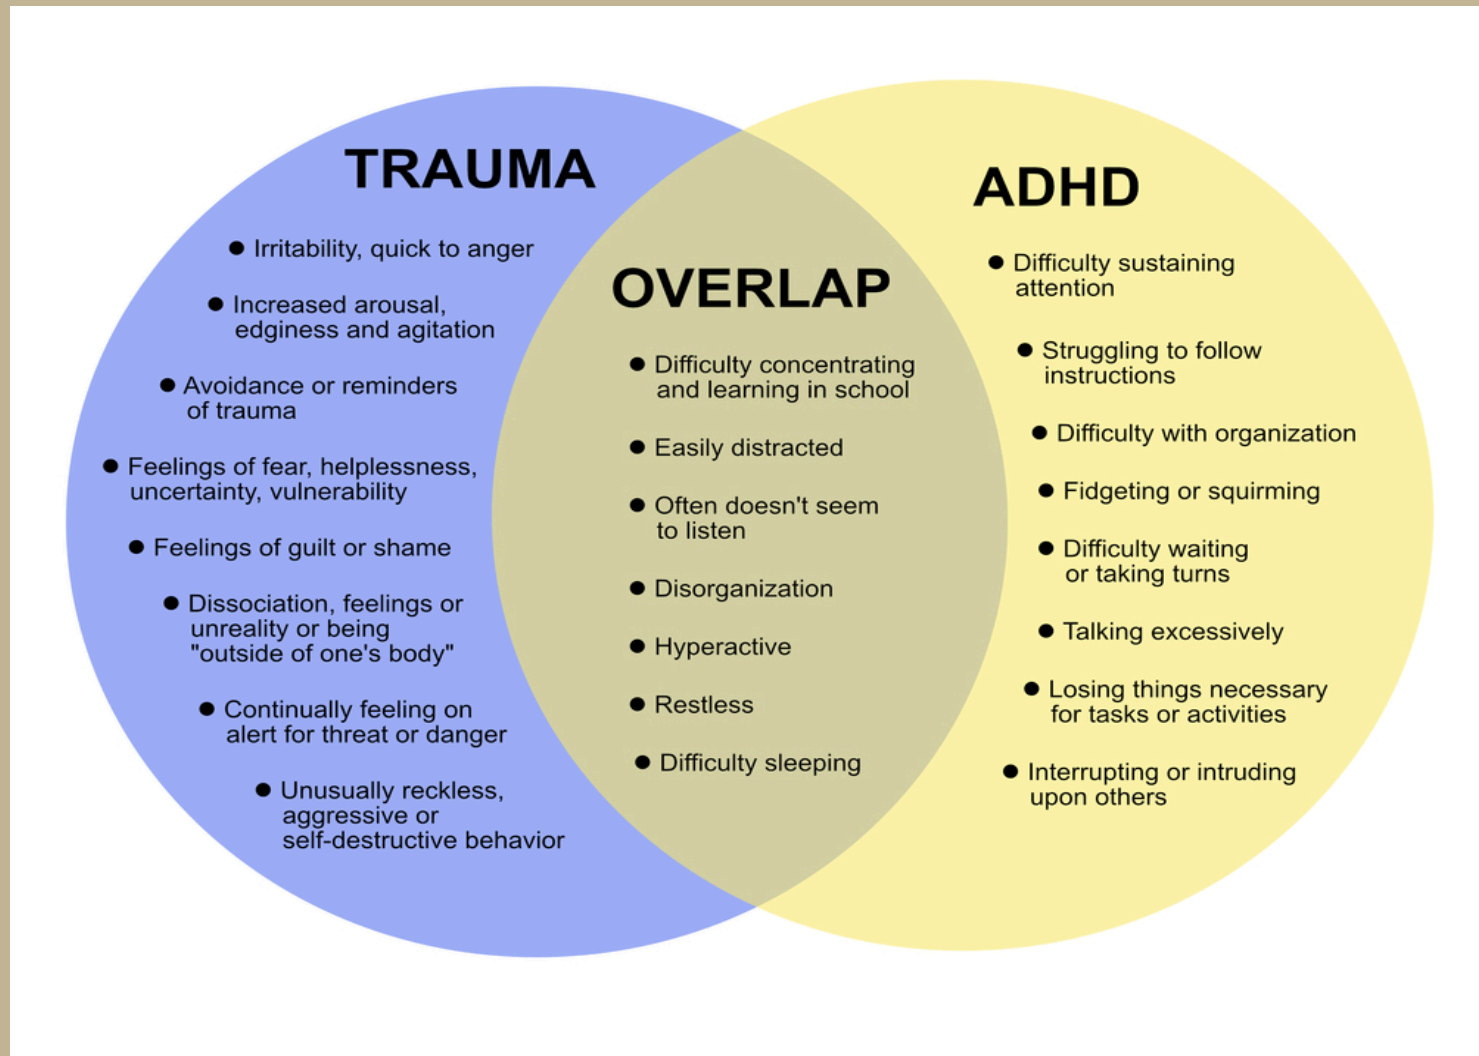 TRAUMA
● Irritability, quick to anger
● Increased arousal,
edginess and agitation
● Avoidance or reminders
of trauma
● Feelings of fear, helplessness,
uncertainty, vulnerability
● Feelings of guilt or shame
● Dissociation, feelings or
unreality or being
"outside of one's body"
● Continually feeling on
alert for threat or danger
● Unusually reckless,
aggressive or
self-destructive behavior
OVERLAP
● Difficulty concentrating
and learning in school
● Easily distracted
● Often doesn't seem
to listen
● Disorganization
● Hyperactive
● Restless
● Difficulty sleeping
ADHD
● Difficulty sustaining
attention
● Struggling to follow
instructions
● Difficulty with organization
● Fidgeting or squirming
● Difficulty waiting
or taking turns
● Talking excessively
● Losing things necessary
for tasks or activities
● Interrupting or intruding
upon others